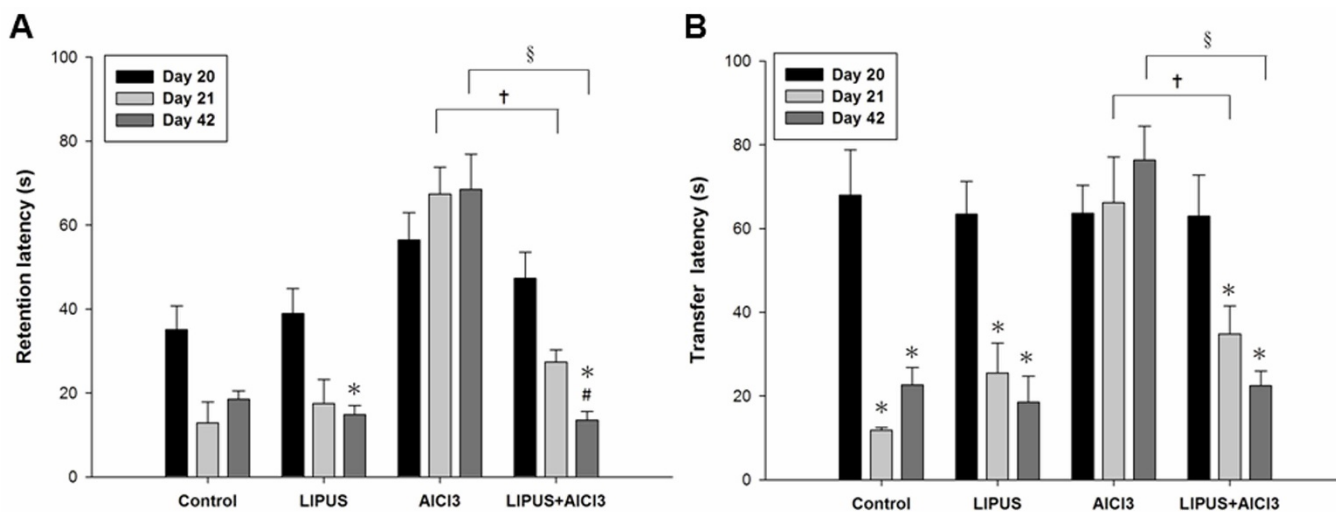 A
Retention latency (s)
100
80
60
40
20
0
Day 20
Day 21
Day 42
§
†
*
*
#
Control
LIPUS
AlCl3
LIPUS+AlCl3
B
Transfer latency (s)
100
80
60
40
20
0
Day 20
Day 21
Day 42
§
†
*
*
*
*
*
*
Control
LIPUS
AlCl3
LIPUS+AlCl3